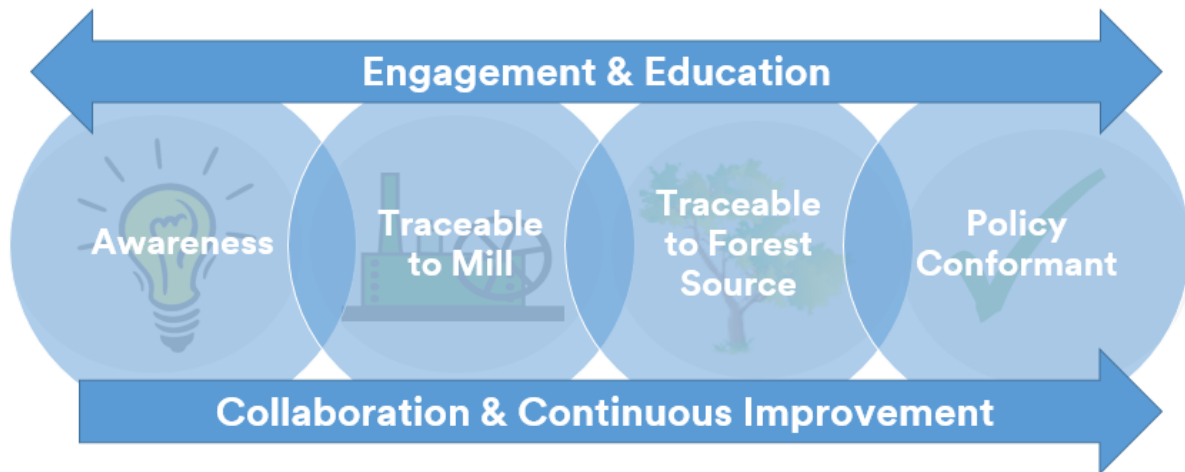 Engagement & Education
Awareness
Traceable
to Mill
Traceable
to Forest
Source
Policy
Conformant
Collaboration & Continuous Improvement